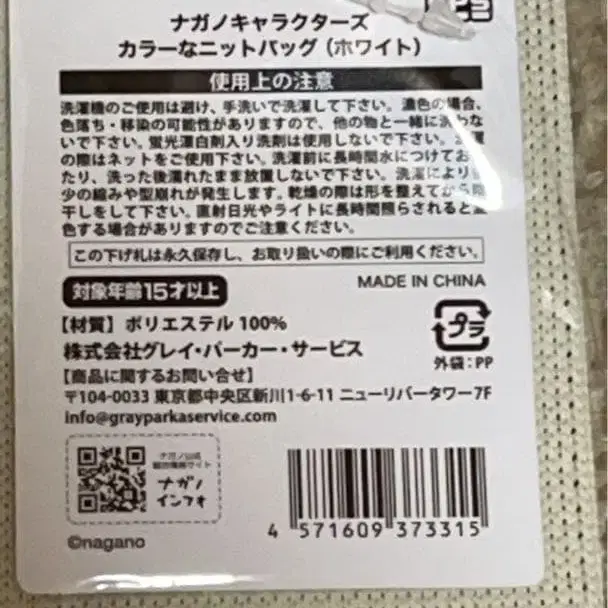 PS
ナガノキャラクターズ
カラーなニットバッグ（ホワイト）
使用上の注意
洗濯機のご使用は避け、手洗いで洗濯して下さい。濃色の場合、
色落ち・移染の可能性がありますので、他の物と一緒に洗わな
いで下さい。蛍光漂白剤入り洗剤は使用しないで下さい。
の際はネットをご使用下さい。洗濯前に長時間水につけてお
たり、洗った後濡れたまま放置しないで下さい。洗濯により
少の縮みや型崩れが発生します。乾燥の際は形を整えてから陰
干しをして下さい。直射日光やライトに長時間照らされると
色する場合がありますのでご注意ください。
この下げ札は永久保存し、お取り扱いの際にご利用ください。
対象年齢15才以上
MADE IN CHINA
【材質】ポリエステル 100%
株式会社グレイ・パーカー・サービス
プラ
外袋：PP
【商品に関するお問い合せ】
〒104-0033 東京都中央区新川1-6-11 ニューリバータワー7F
info@grayparkaservice.com
ナガノ公式
総合情報サイト
ナガノ
インフォ
4 571609 373315
©nagano